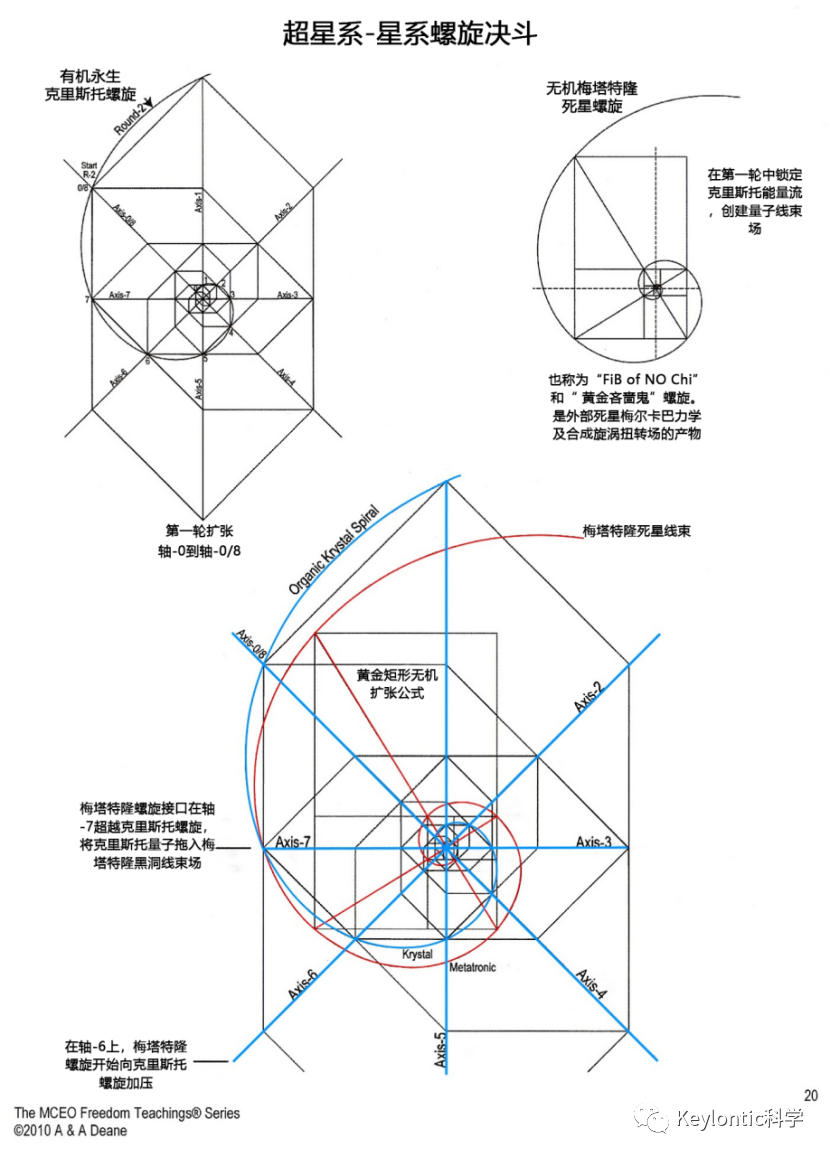 超星系-星系螺旋决斗
有机永生
克里斯托螺旋
Round-2
Start
R-2
0/8
Axis-0/8
Axis-1
Axis-2
7
Axis-7
1
2
3
Axis-3
4
6
5
Axis-6
Axis-5
Axis-4
第一轮扩张
轴-0到轴-0/8
无机梅塔特隆
死星螺旋
在第一轮中锁定
克里斯托能量流
，创建量子线束
场
也称为“FiB of NO Chi”
和“ 黄金吝啬鬼”螺旋。
是外部死星梅尔卡巴力学
及合成旋涡扭转场的产物
Organic Krystal Spiral
梅塔特隆死星线束
Axis-0/8
黄金矩形无机
扩张公式
Axis-2
梅塔特隆螺旋接口在轴
-7超越克里斯托螺旋，
将克里斯托量子拖入梅
塔特隆黑洞线束场
Axis-7
Axis-3
Krystal
Metatronic
Axis-6
Axis-4
Axis-5
在轴-6上，梅塔特隆
螺旋开始向克里斯托
螺旋加压
20
The MCEO Freedom Teachings® Series
©2010 A & A Deane
Keylontic科学